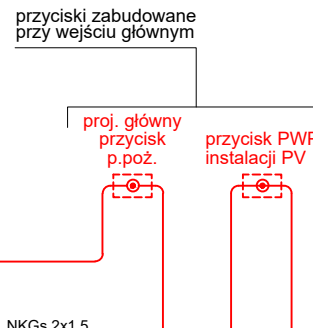 przyciski zabudowane
przy wejściu głównym
proj. główny
przycisk
p.poż.
przycisk PWP
instalacji PV
NKGs 2x1,5